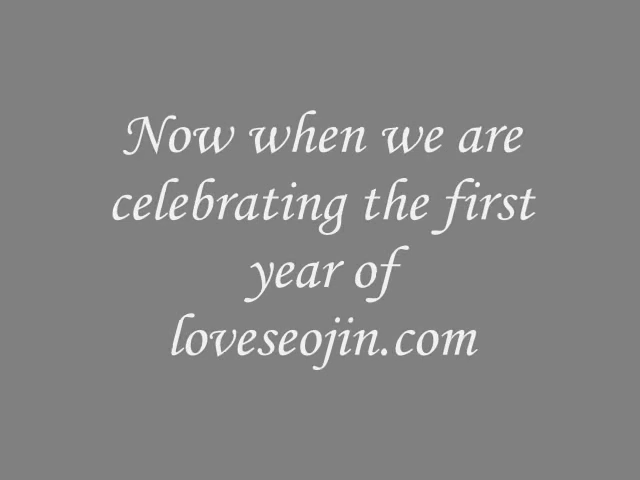 Now when we are
celebrating the first
year of
loveseojin.com